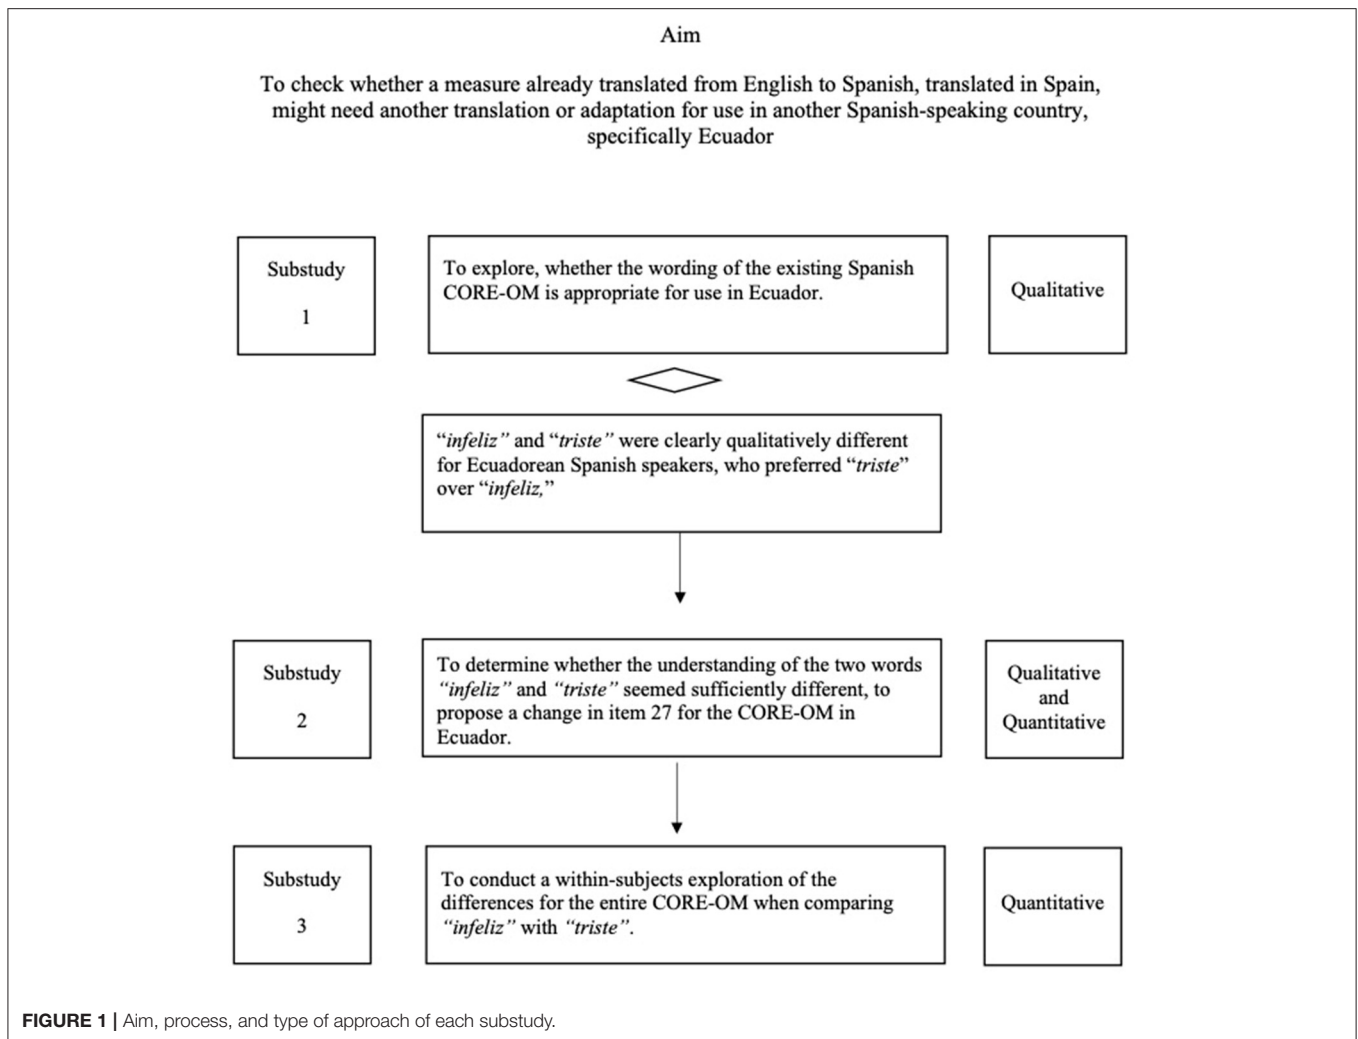 Aim
To check whether a measure already translated from English to Spanish, translated in Spain,
might need another translation or adaptation for use in another Spanish-speaking country,
specifically Ecuador
Substudy
1
To explore, whether the wording of the existing Spanish
CORE-OM is appropriate for use in Ecuador.
Qualitative
“infeliz” and “triste” were clearly qualitatively different
for Ecuadorean Spanish speakers, who preferred “triste”
over “infeliz,”
Substudy
2
To determine whether the understanding of the two words
“infeliz” and “triste” seemed sufficiently different, to
propose a change in item 27 for the CORE-OM in
Ecuador.
Qualitative
and
Quantitative
Substudy
3
To conduct a within-subjects exploration of the
differences for the entire CORE-OM when comparing
“infeliz” with “triste”.
Quantitative
FIGURE 1 | Aim, process, and type of approach of each substudy.